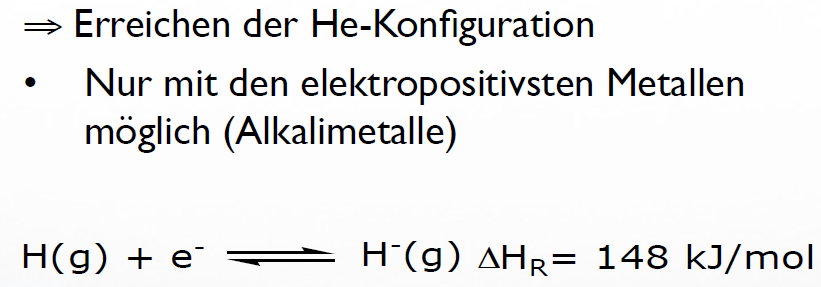 ⇒ Erreichen der He-Konfiguration
• Nur mit den elektropositivsten Metallen
möglich (Alkalimetalle)
H(g) + e⁻ ⇌ H⁻(g) ΔH_R= 148 kJ/mol